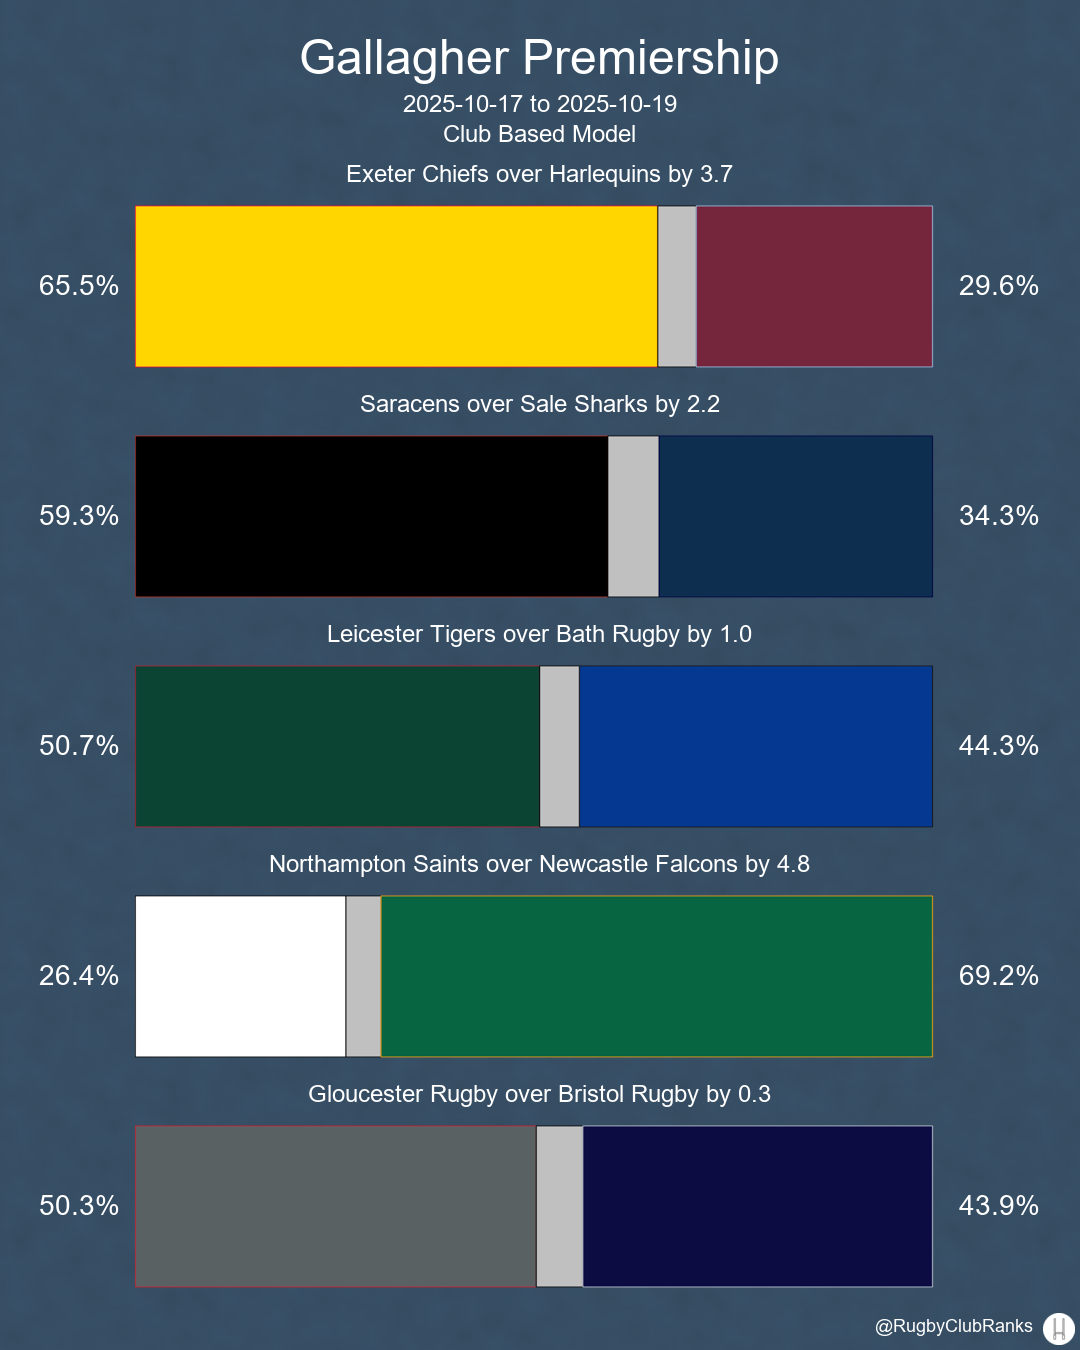 Gallagher Premiership
2025-10-17 to 2025-10-19
Club Based Model
Exeter Chiefs over Harlequins by 3.7
65.5%
29.6%
Saracens over Sale Sharks by 2.2
59.3%
34.3%
Leicester Tigers over Bath Rugby by 1.0
50.7%
44.3%
Northampton Saints over Newcastle Falcons by 4.8
26.4%
69.2%
Gloucester Rugby over Bristol Rugby by 0.3
50.3%
43.9%
@RugbyClubRanks